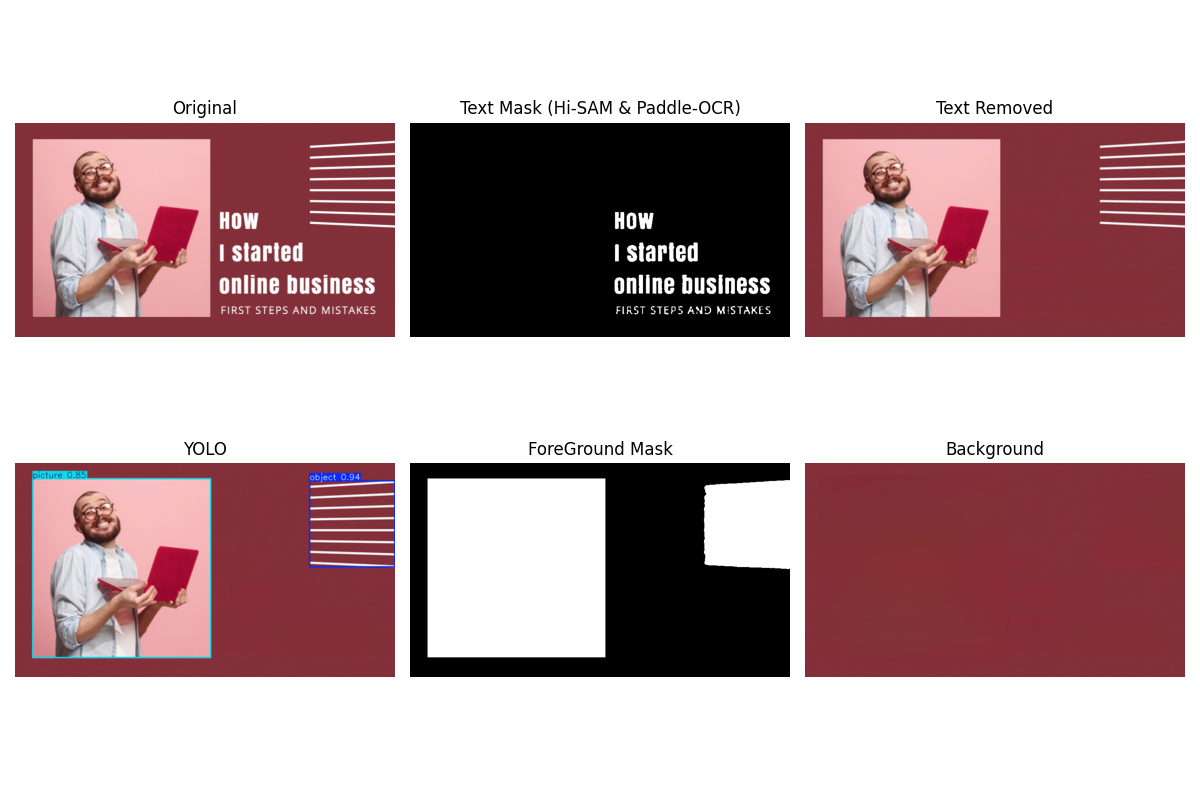 Original
Text Mask (Hi-SAM & Paddle-OCR)
Text Removed
How
I started
online business
FIRST STEPS AND MISTAKES
How
I started
online business
FIRST STEPS AND MISTAKES
YOLO
ForeGround Mask
Background
picture 0.85
object 0.94